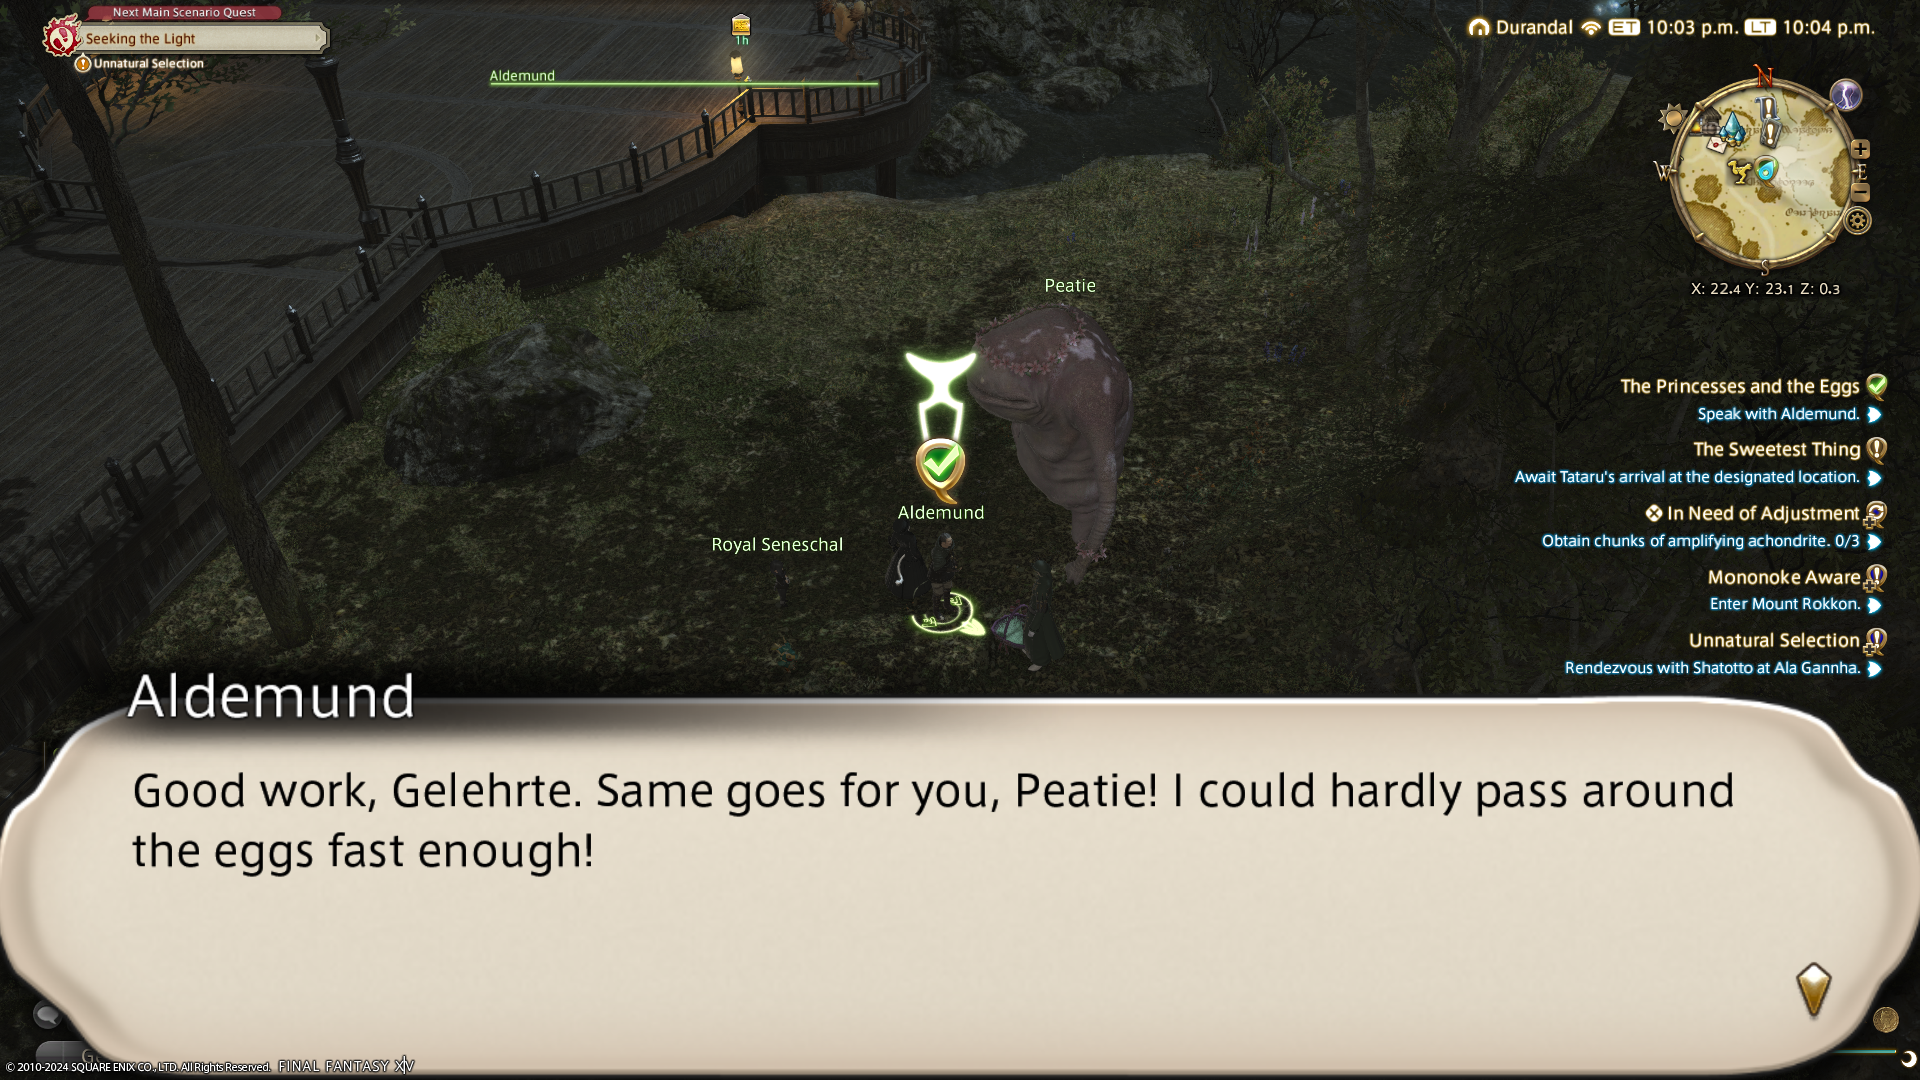 Next Main Scenario Quest
Seeking the Light
Unnatural Selection
1h
Aldemund
Durandal ET 10:03 p.m. LT 10:04 p.m.
N
W
E
S
X: 22.4 Y: 23.1 Z: 0.3
Peatie
Aldemund
Royal Seneschal
The Princesses and the Eggs
Speak with Aldemund.
The Sweetest Thing
Await Tataru's arrival at the designated location.
In Need of Adjustment
Obtain chunks of amplifying achondrite. 0/3
Mononoke Aware
Enter Mount Rokkon.
Unnatural Selection
Rendezvous with Shatotto at Ala Gannha.
Aldemund
Good work, Gelehrte. Same goes for you, Peatie! I could hardly pass around
the eggs fast enough!
© 2010-2024 SQUARE ENIX CO., LTD. All Rights Reserved. FINAL FANTASY XIV